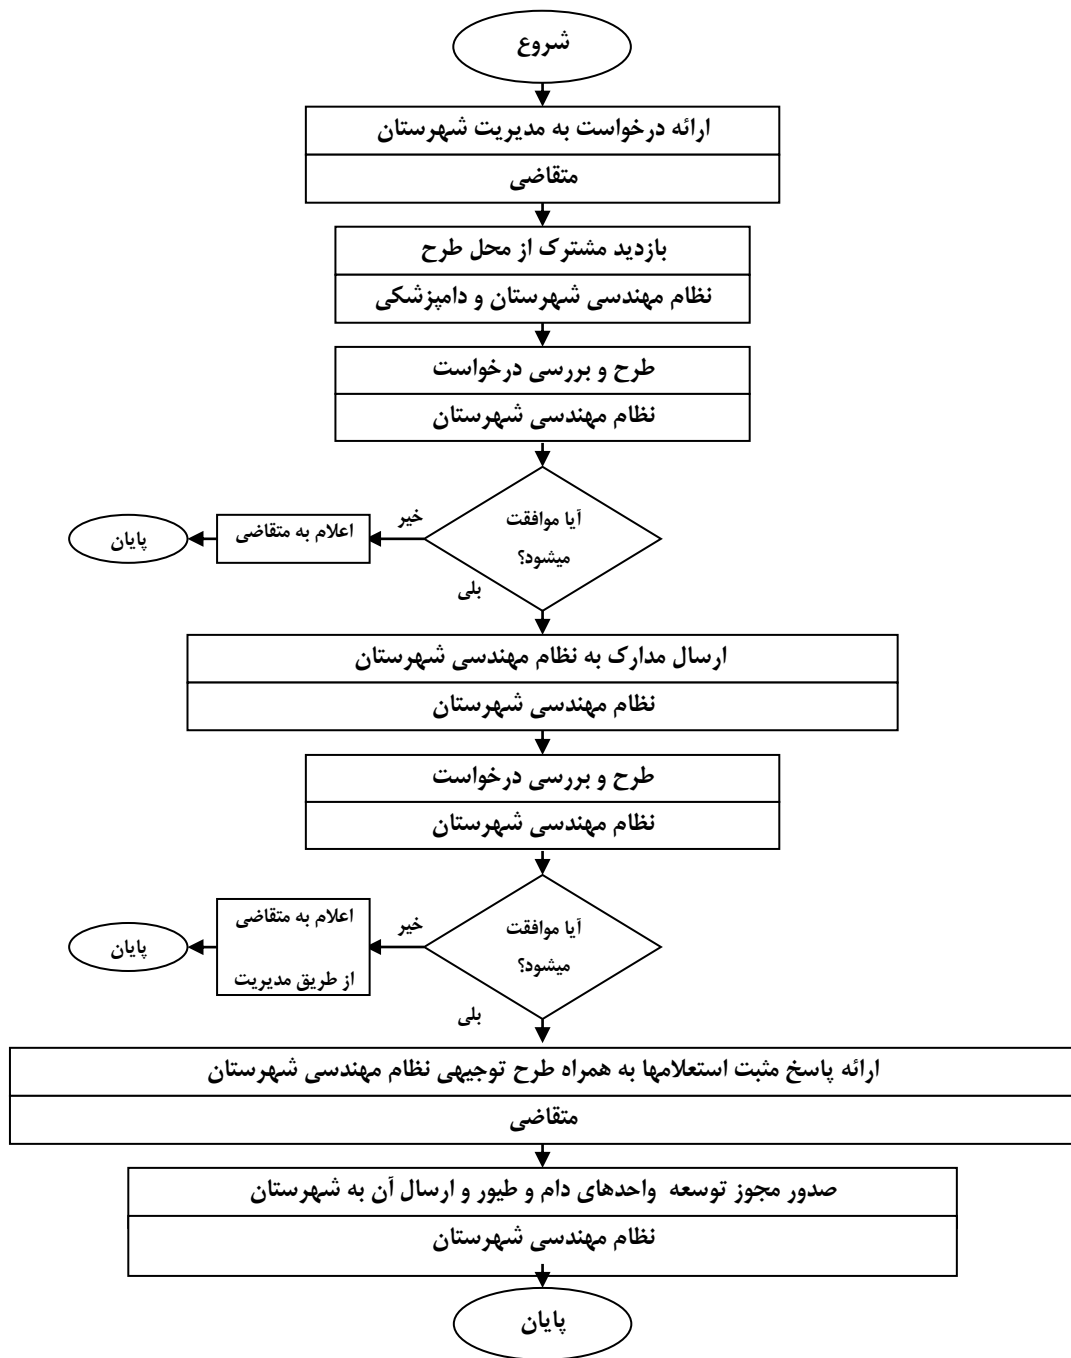 شروع
ارائه درخواست به مدیریت شهرستان
متقاضی
بازدید مشترک از محل طرح
نظام مهندسی شهرستان و دامپزشکی
طرح و بررسی درخواست
نظام مهندسی شهرستان
آیا موافقت
میشود؟
خیر
اعلام به متقاضی
پایان
بلی
ارسال مدارک به نظام مهندسی شهرستان
نظام مهندسی شهرستان
طرح و بررسی درخواست
نظام مهندسی شهرستان
آیا موافقت
میشود؟
خیر
اعلام به متقاضی
از طریق مدیریت
پایان
بلی
ارائه پاسخ مثبت استعلامها به همراه طرح توجیهی نظام مهندسی شهرستان
متقاضی
صدور مجوز توسعه واحدهای دام و طیور و ارسال آن به شهرستان
نظام مهندسی شهرستان
پایان